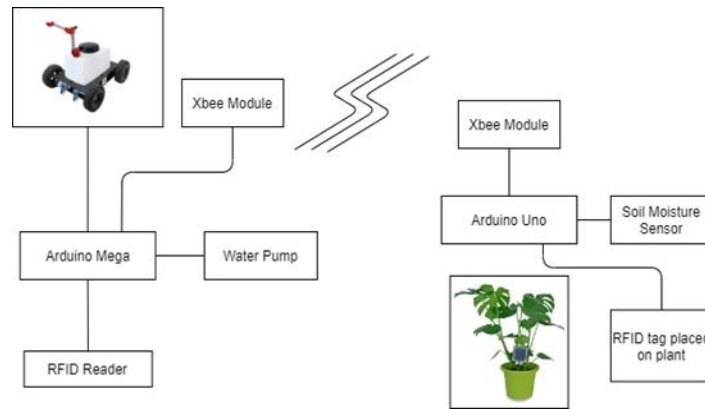 Xbee Module
Xbee Module
Arduino Mega
Water Pump
RFID Reader
Arduino Uno
Soil Moisture
Sensor
RFID tag placed
on plant